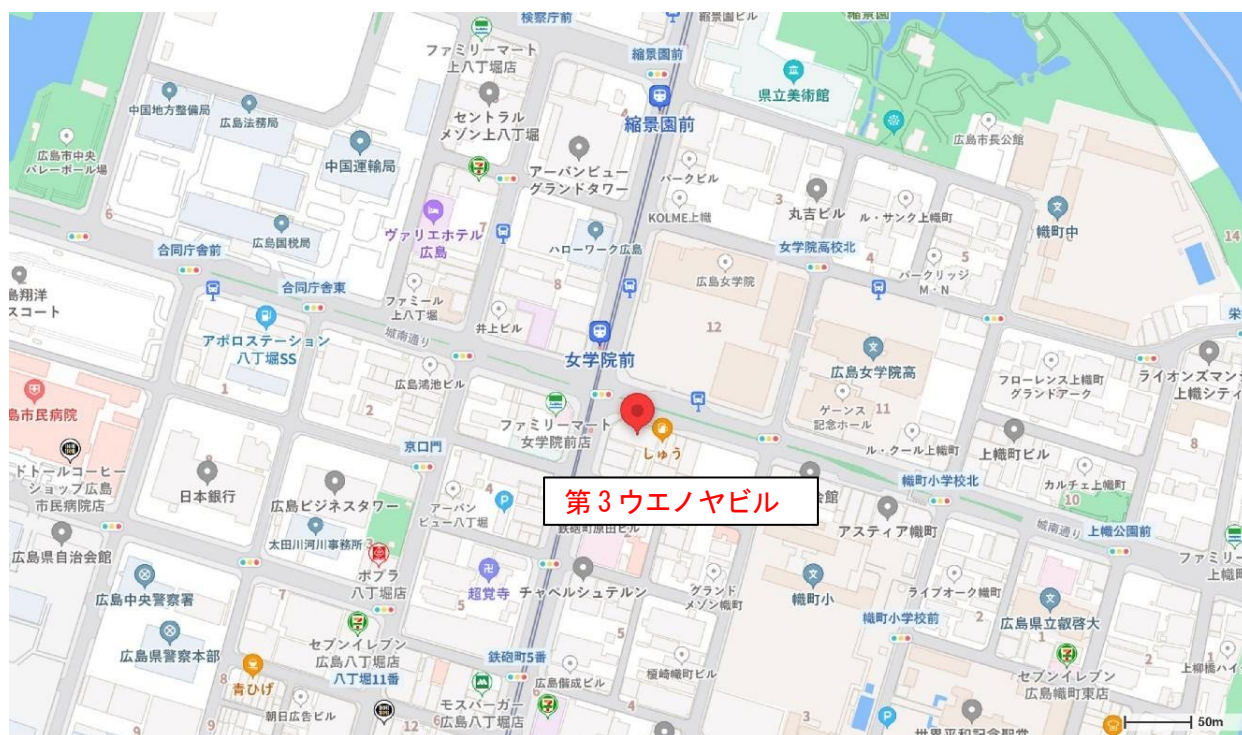 検察庁前
縮景園ビル
縮景園
ファミリーマート
上八丁堀店
縮景園前
中国地方整備局
広島法務局
セントラル
メゾン上八丁堀
県立美術館
縮景園前
広島市長公館
広島市中央
バレーボール場
中国運輸局
アーバンビュー
グランドタワー
パークビル
丸吉ビル
ル・サンク上幟町
幟町中
KOLME上幟
3
4
6
7
14
ヴァリエホテル
広島
広島国税局
合同庁舎前
ハローワーク広島
女学院高校北
4
5
パークリッジ
M・N
島翔洋
スコート
合同庁舎東
広島女学院
8
ファミール
上八丁堀
井上ビル
城南通り
アポロステーション
八丁堀SS
女学院前
12
広島女学院高
フローレンス上幟町
グランドアーク
ライオンズマンシ
上幟シティ
栄
島市民病院
1
2
広島鴻池ビル
ファミリーマート
女学院前店
ゲーンス
記念ホール
11
しゅう
ル・クール上幟町
上幟町ビル
8
京口門
ドトールコーヒー
ショップ広島
市民病院店
日本銀行
広島ビジネスタワー
4
アーバン
ビュー八丁堀
第3ウエノヤビル
会館
幟町小学校北
カルチェ上幟町
10
鉄砲町原田ビル
アスティア幟町
城南通り
上幟公園前
広島県自治会館
太田川河川事務所
3
ポプラ
八丁堀店
超覚寺
チャペルシュテルン
グランド
メゾン幟町
幟町小
ライブオーク幟町
ファミリー
上幟町
広島中央警察署
7
5
広島県立叡啓大
1
2
幟町小学校前
セブンイレブン
広島八丁堀店
八丁堀11番
広島県警察本部
鉄砲町5番
5
榎崎幟町ビル
セブンイレブン
広島幟町東店
上柳橋ハイ
青ひげ
8
広島偕成ビル
朝日広告ビル
モスバーガー
広島八丁堀店
6
6
9
9
12
3
2
世界平和記念聖堂
50m